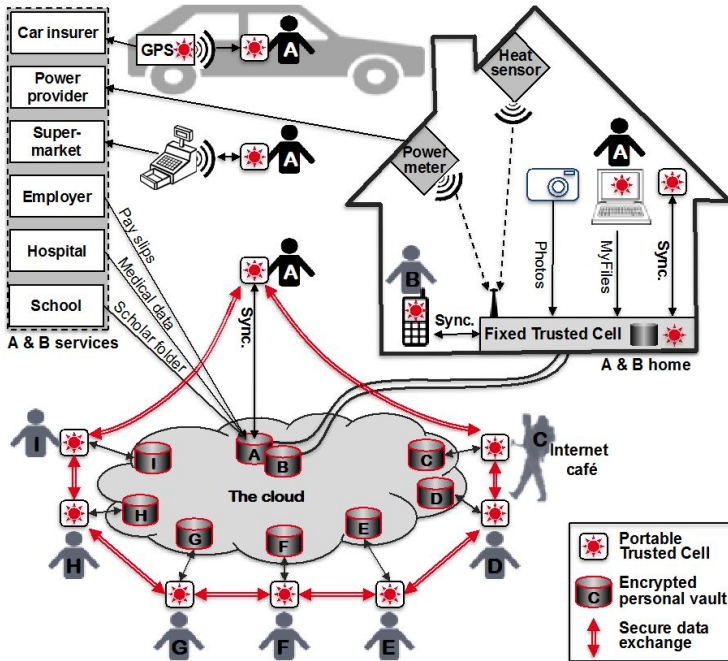 Car insurer
Power
provider
Super-
market
Employer
Hospital
School
A & B services
GPS
A
A
Pay slips
Medical data
Scholar folder
A
Sync.
Heat
sensor
Power
meter
A
B
Photos
MyFiles
Sync.
Sync.
Fixed Trusted Cell
A & B home
I
I
A
B
C
C
Internet
café
The cloud
H
D
G
F
E
H
D
G
F
E
Portable
Trusted Cell
C
Encrypted
personal vault
Secure data
exchange